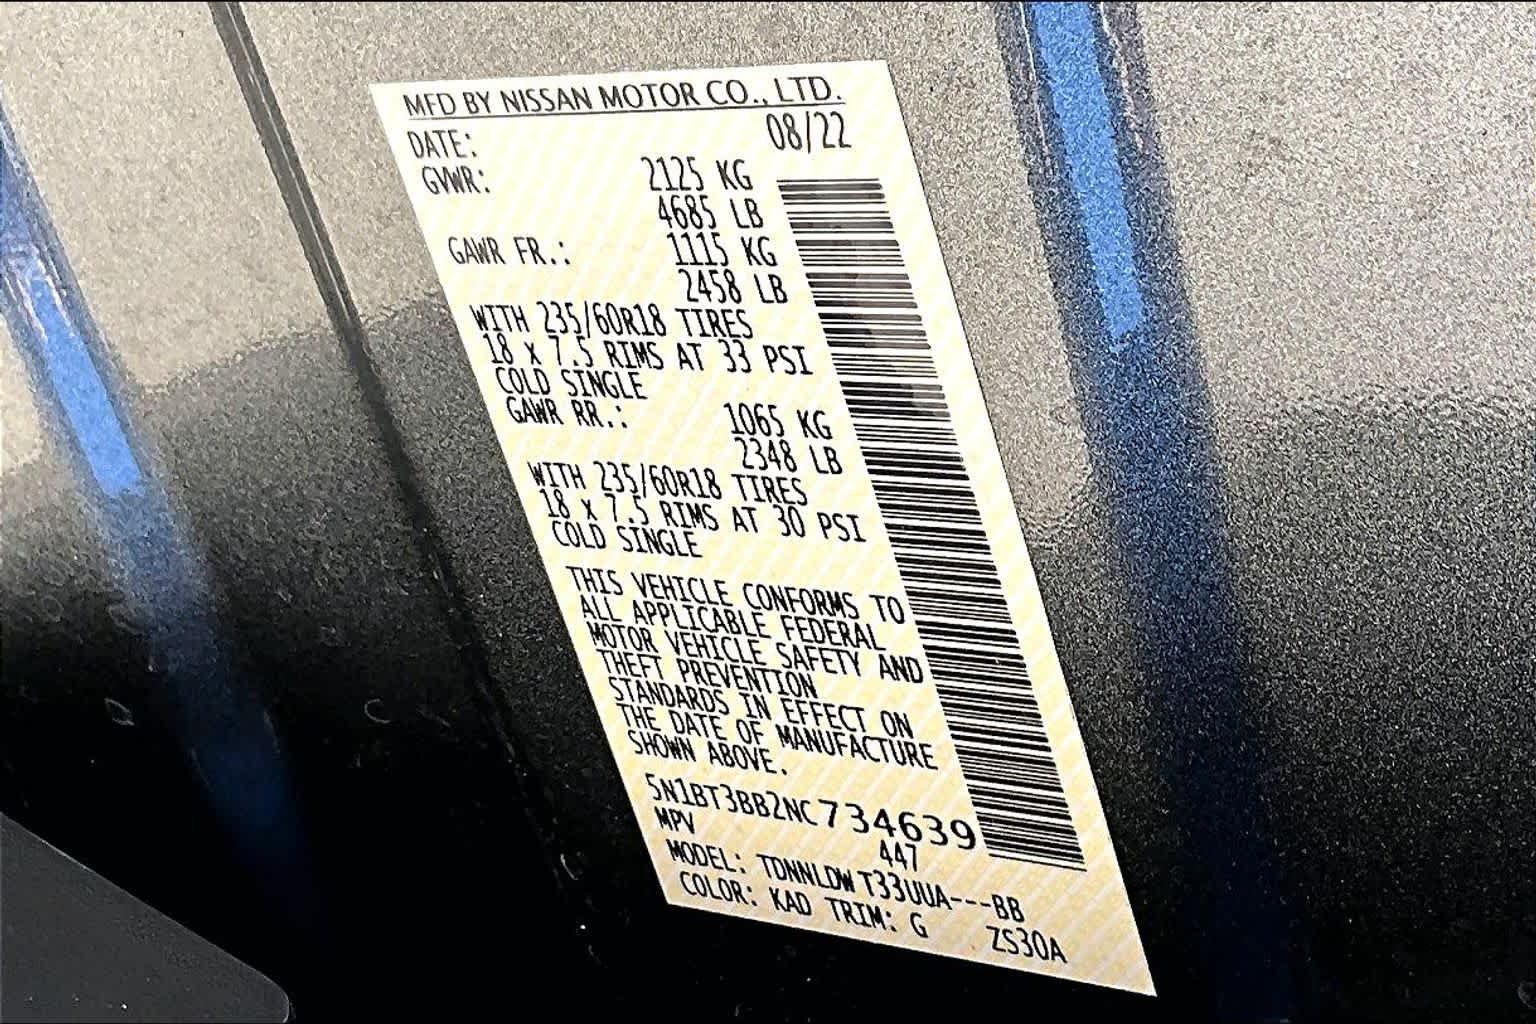 MFD BY NISSAN MOTOR CO., LTD.
DATE: 08/22
GVWR: 2125 KG
4685 LB
GAWR FR.: 1115 KG
2458 LB
WITH 235/60R18 TIRES
18 x 7.5 RIMS AT 33 PSI
COLD SINGLE
GAWR RR.: 1065 KG
2348 LB
WITH 235/60R18 TIRES
18 x 7.5 RIMS AT 30 PSI
COLD SINGLE
THIS VEHICLE CONFORMS TO
ALL APPLICABLE FEDERAL
MOTOR VEHICLE SAFETY AND
THEFT PREVENTION
STANDARDS IN EFFECT ON
THE DATE OF MANUFACTURE
SHOWN ABOVE.
5N1BT3BB2NC734639
MPV 447
MODEL: TDNNLDW T33UUA---BB
COLOR: KAD TRIM: G ZS30A